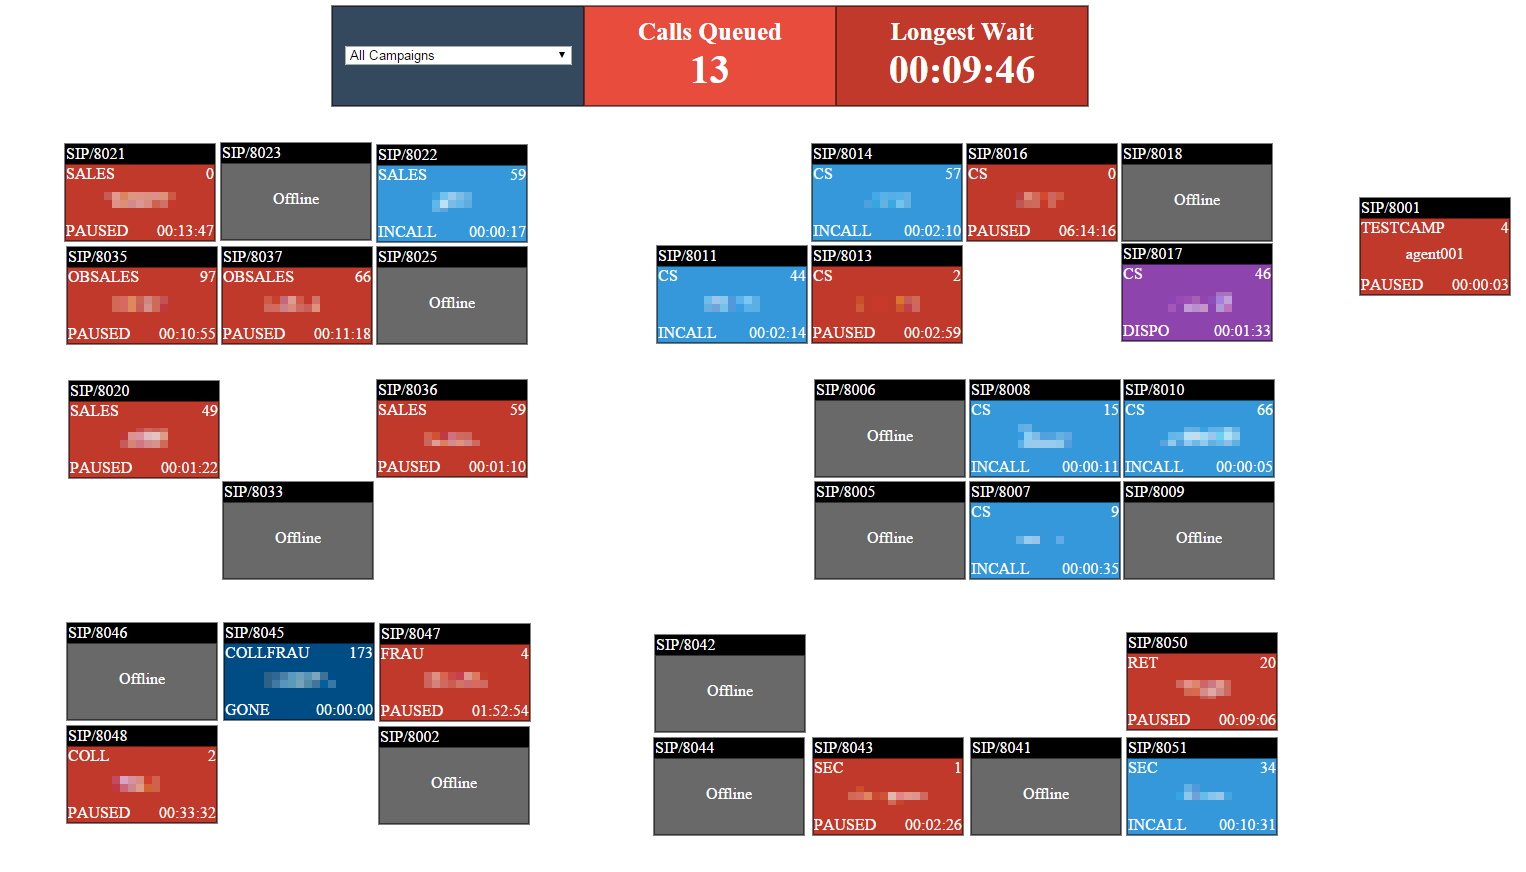 All Campaigns
Calls Queued
13
Longest Wait
00:09:46
SIP/8021
SALES 0
PAUSED 00:13:47
SIP/8023
Offline
SIP/8022
SALES 59
INCALL 00:00:17
SIP/8035
OBSALES 97
PAUSED 00:10:55
SIP/8037
OBSALES 66
PAUSED 00:11:18
SIP/8025
Offline
SIP/8014
CS 57
INCALL 00:02:10
SIP/8016
CS 0
PAUSED 06:14:16
SIP/8018
Offline
SIP/8001
TESTCAMP 4
agent001
PAUSED 00:00:03
SIP/8011
CS 44
INCALL 00:02:14
SIP/8013
CS 2
PAUSED 00:02:59
SIP/8017
CS 46
DISPO 00:01:33
SIP/8020
SALES 49
PAUSED 00:01:22
SIP/8036
SALES 59
PAUSED 00:01:10
SIP/8033
Offline
SIP/8006
Offline
SIP/8008
CS 15
INCALL 00:00:11
SIP/8010
CS 66
INCALL 00:00:05
SIP/8005
Offline
SIP/8007
CS 9
INCALL 00:00:35
SIP/8009
Offline
SIP/8046
Offline
SIP/8045
COLLFRAU 173
GONE 00:00:00
SIP/8047
FRAU 4
PAUSED 01:52:54
SIP/8048
COLL 2
PAUSED 00:33:32
SIP/8002
Offline
SIP/8042
Offline
SIP/8050
RET 20
PAUSED 00:09:06
SIP/8044
Offline
SIP/8043
SEC 1
PAUSED 00:02:26
SIP/8041
Offline
SIP/8051
SEC 34
INCALL 00:10:31